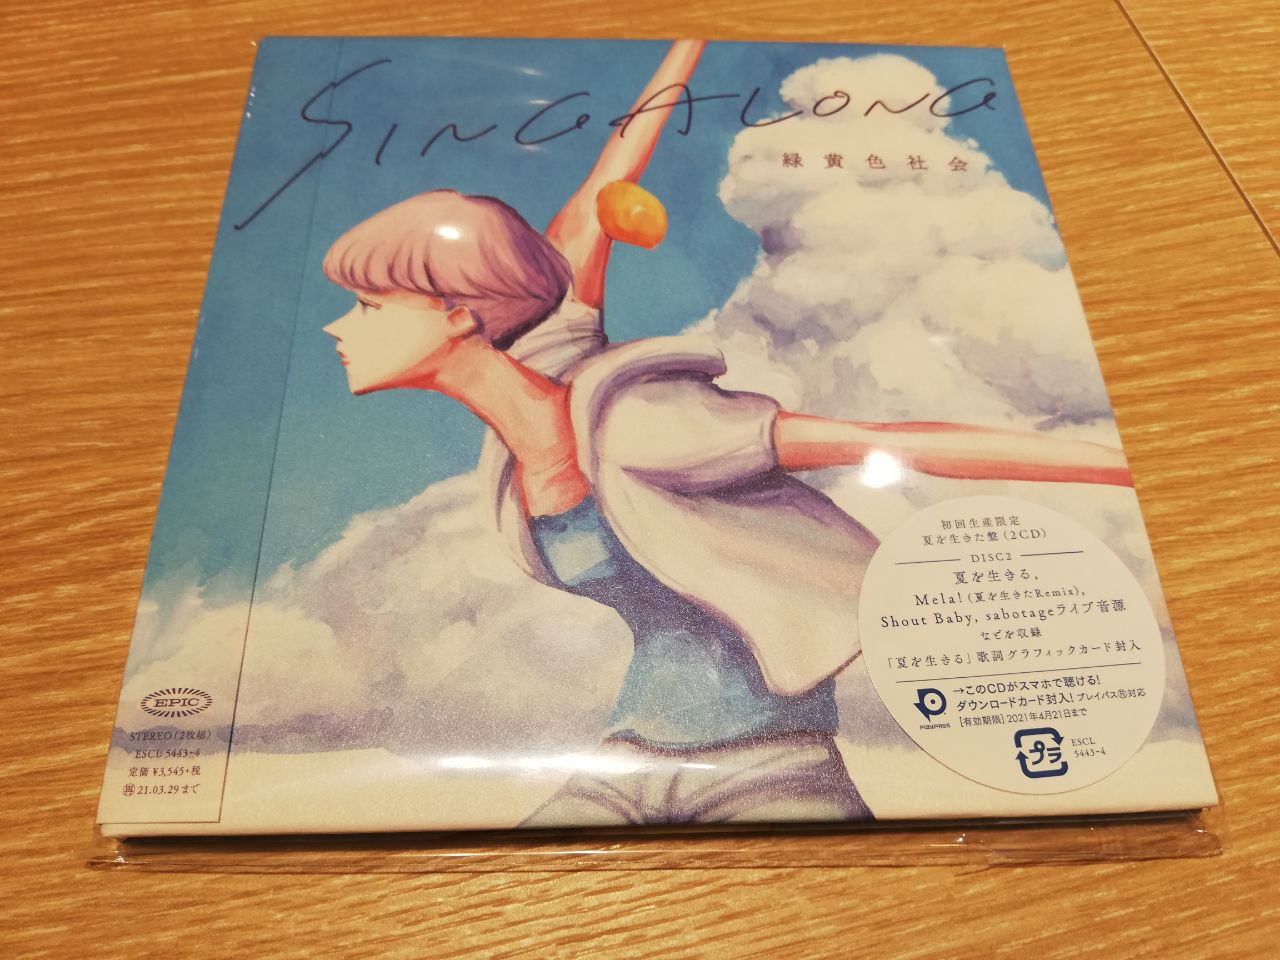 SINGALONG
緑黄色社会
初回生産限定
夏を生きた盤(2CD)
DISC2
夏を生きる,
Mela!(夏を生きたRemix),
Shout Baby, sabotageライブ音源
などを収録
「夏を生きる」歌詞グラフィックカード封入
→このCDがスマホで聴ける!
ダウンロードカード封入! プレイパス®対応
[有効期限] 2021年4月21日まで
PLAYPASS
プラ
ESCL
5443~4
EPIC
STEREO(2枚組)
ESCL 5443~4
定価 ¥3,545+税
再 21.03.29まで